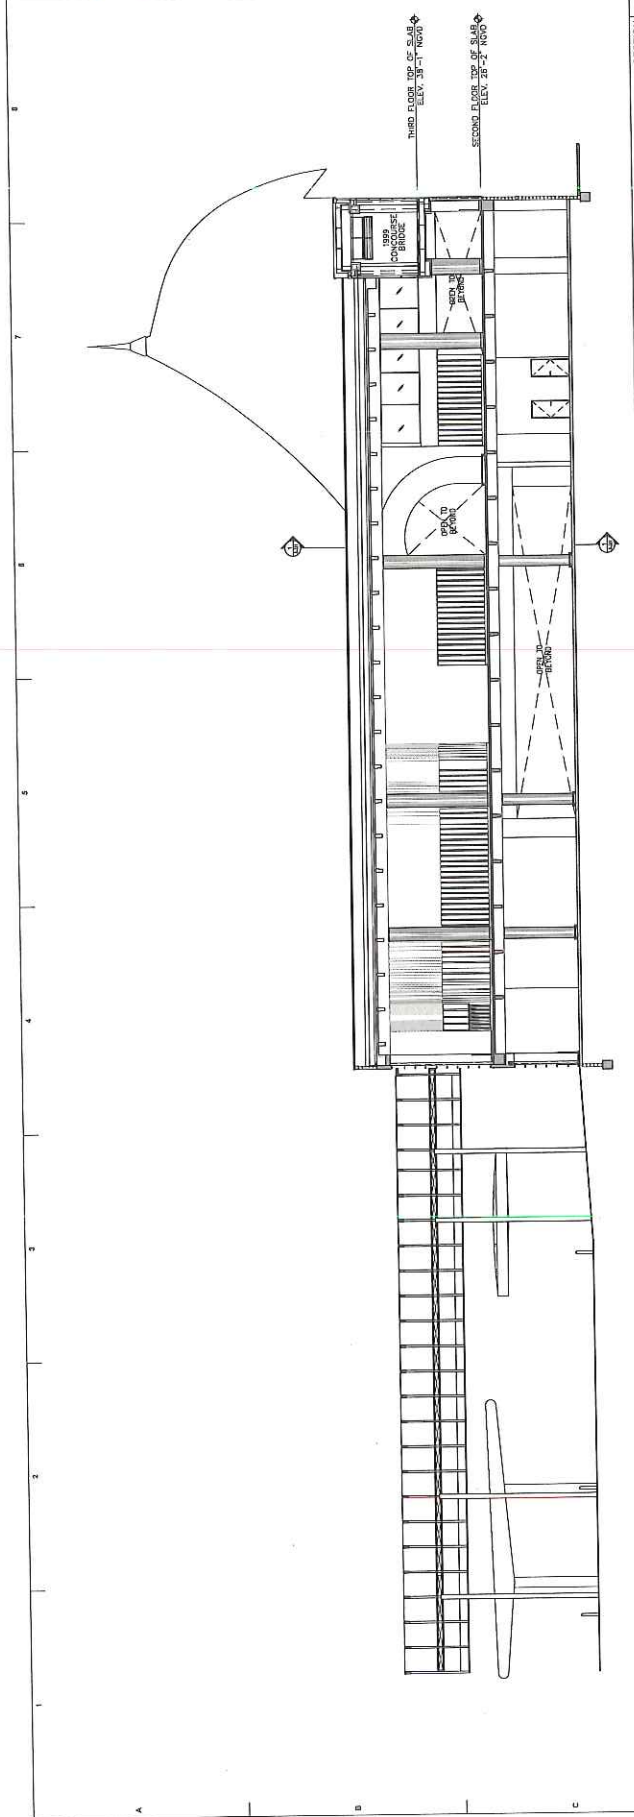 THIRD FLOOR TOP OF SLAB
ELEV. 38'-1" NGVD
SECOND FLOOR TOP OF SLAB
ELEV. 26'-2" NGVD
1999
CONCOURSE
BRIDGE
OPEN TO
BEYOND
OPEN TO
BEYOND
OPEN TO
BEYOND
1
1
1
2
3
4
5
6
7
8
A
B
C